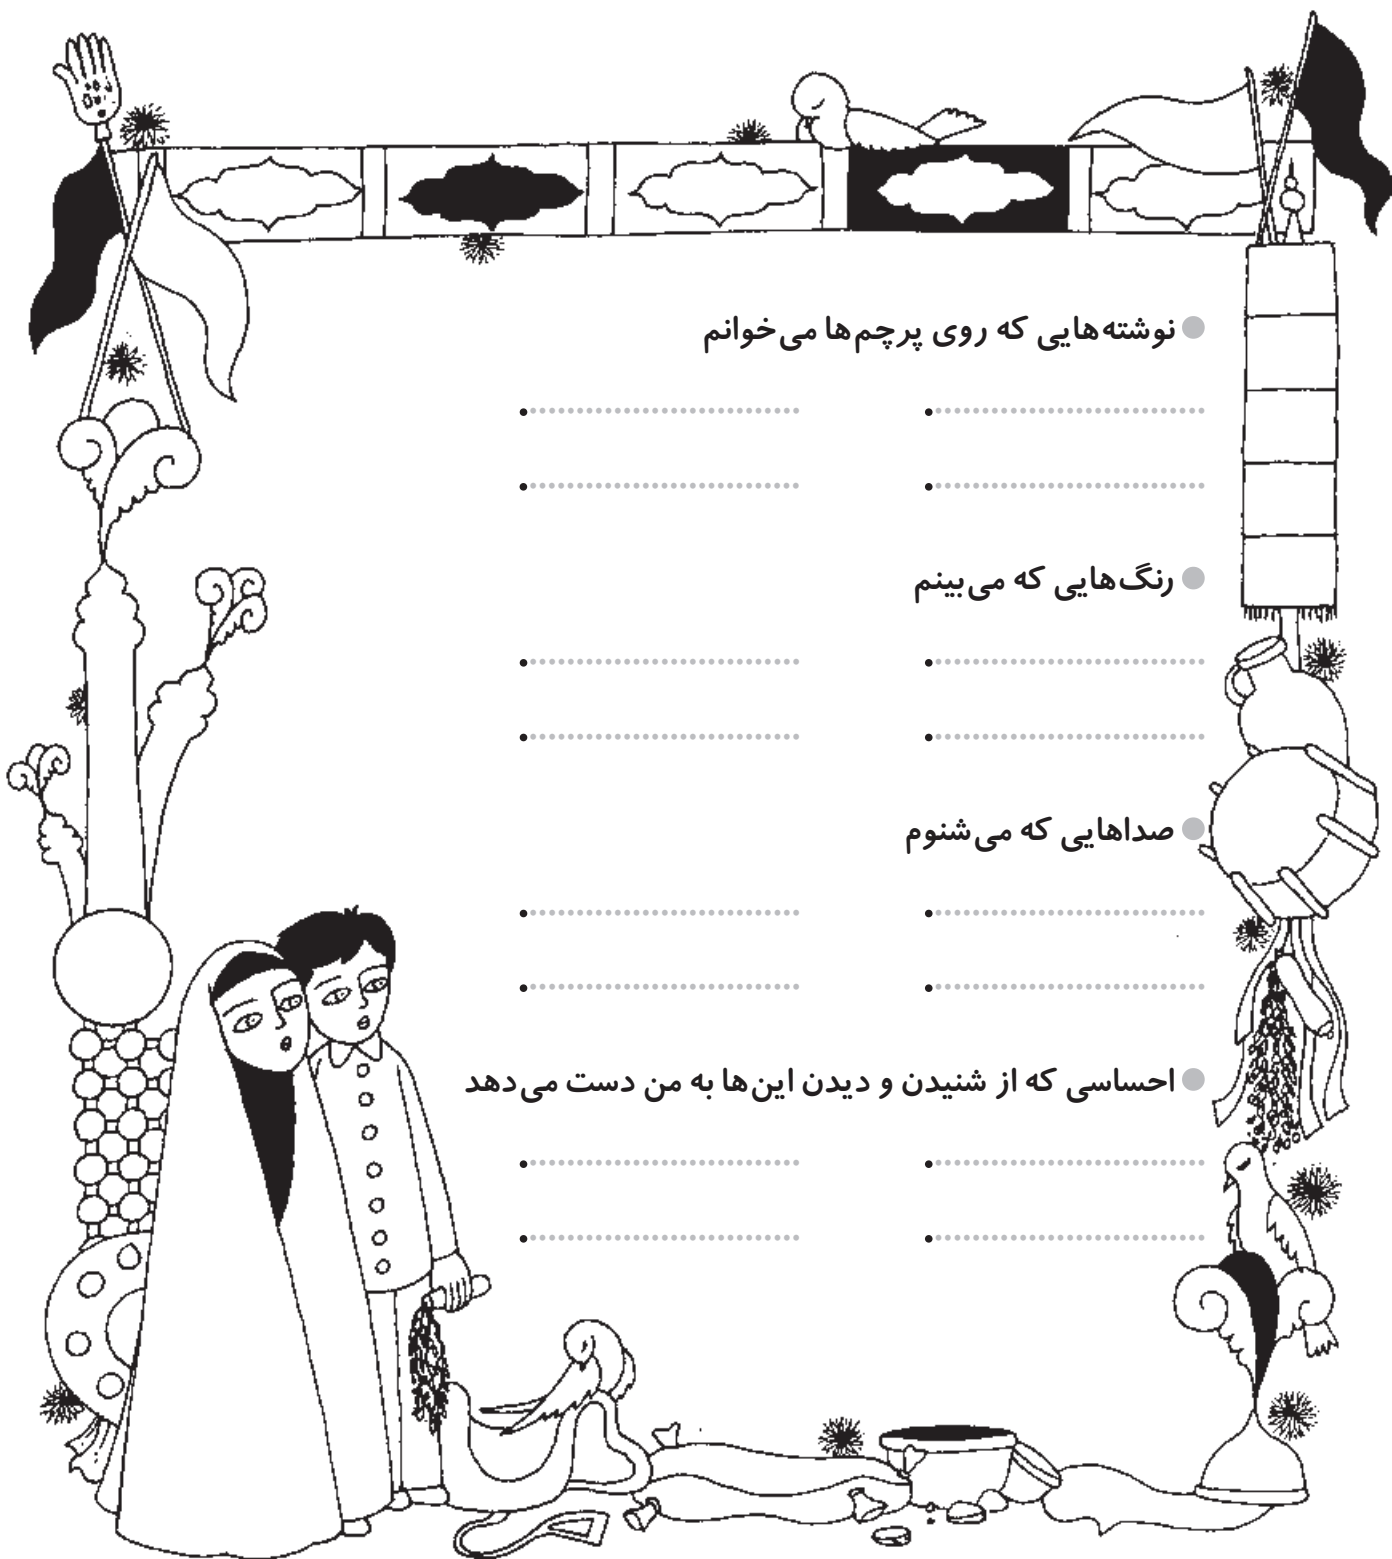 نوشته‌هایی که روی پرچم‌ها می‌خوانم
رنگ‌هایی که می‌بینم
صداهایی که می‌شنوم
احساسی که از شنیدن و دیدن این‌ها به من دست می‌دهد